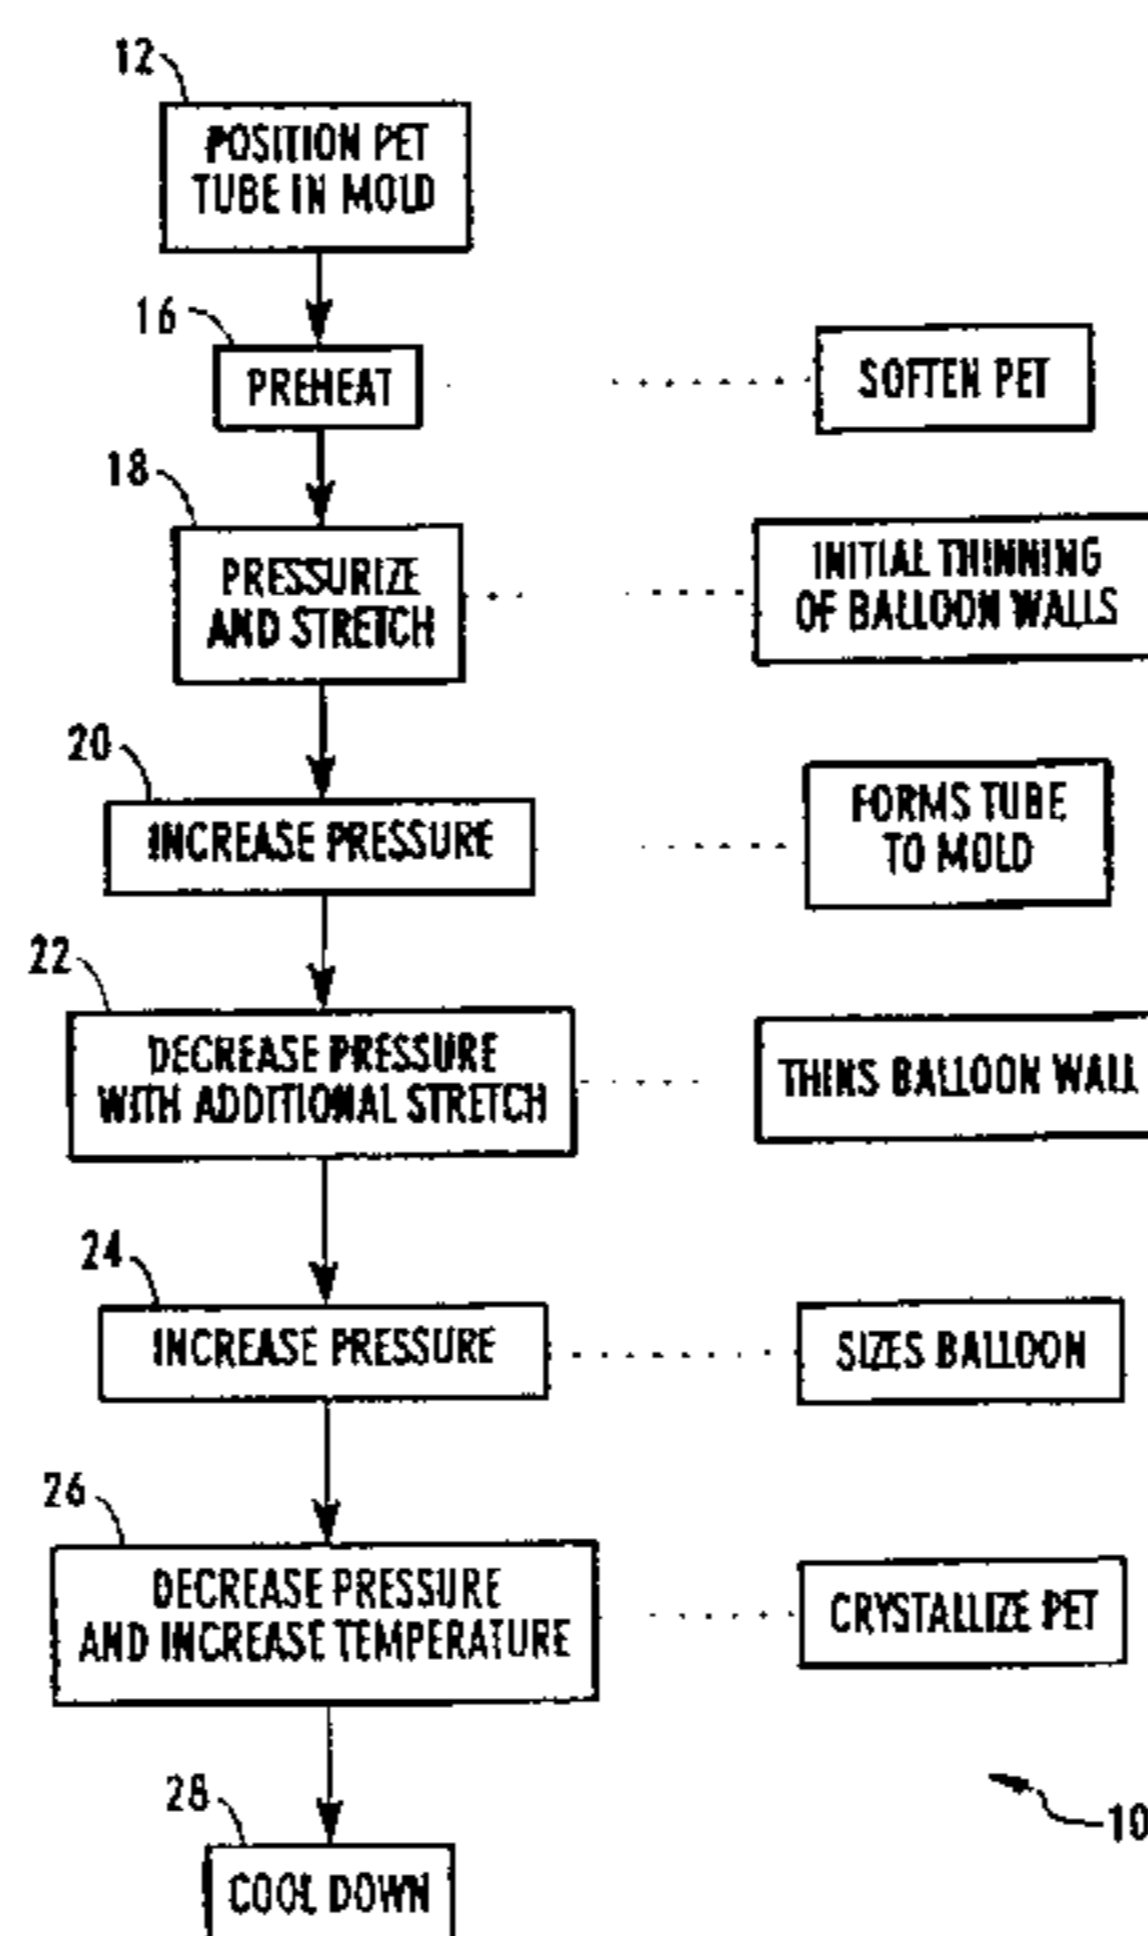 12
POSITION PET
TUBE IN MOLD
16
PREHEAT
SOFTEN PET
18
PRESSURIZE
AND STRETCH
INITIAL THINNING
OF BALLOON WALLS
20
INCREASE PRESSURE
FORMS TUBE
TO MOLD
22
DECREASE PRESSURE
WITH ADDITIONAL STRETCH
THINS BALLOON WALL
24
INCREASE PRESSURE
SIZES BALLOON
26
DECREASE PRESSURE
AND INCREASE TEMPERATURE
CRYSTALLIZE PET
10
28
COOL DOWN